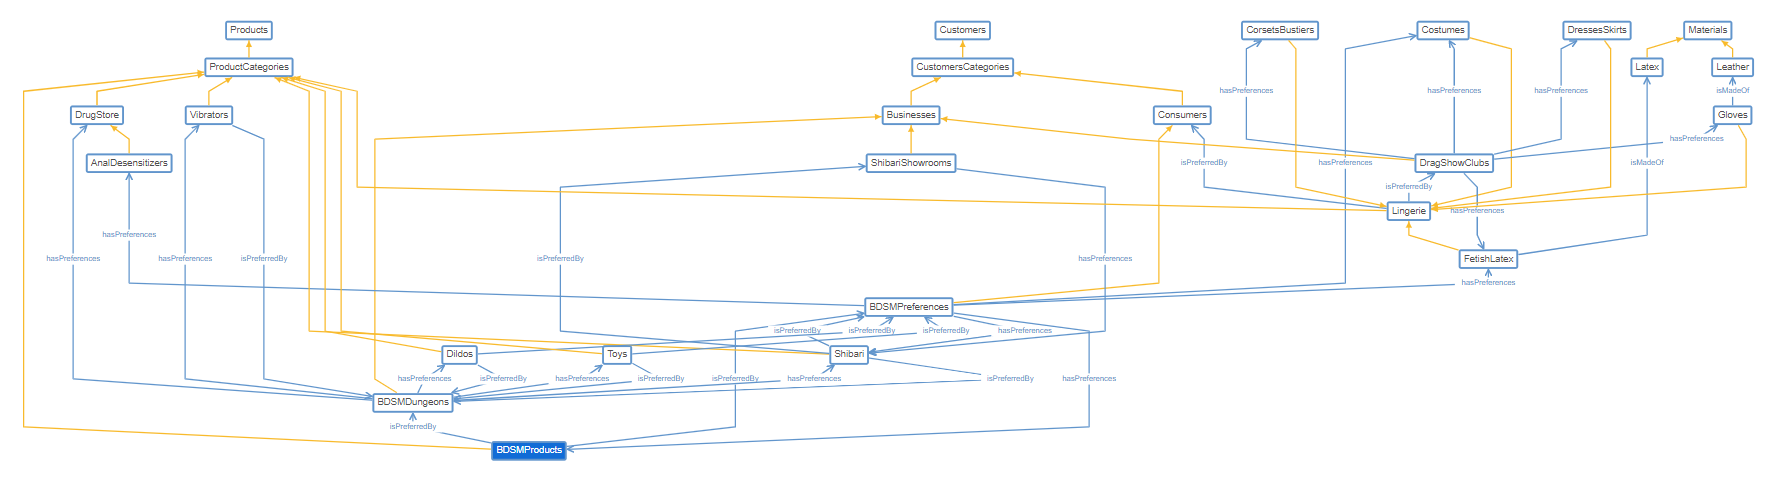 Products
Customers
CorsetsBustiers
Costumes
DressesSkirts
Materials
ProductCategories
CustomersCategories
Latex
Leather
hasPreferences
hasPreferences
hasPreferences
isMadeOf
DrugStore
Vibrators
Businesses
Consumers
Gloves
hasPreferences
AnalDesensitizers
ShibariShowrooms
isPreferredBy
hasPreferences
DragShowClubs
isMadeOf
isPreferredBy
Lingerie
hasPreferences
hasPreferences
hasPreferences
hasPreferences
isPreferredBy
isPreferredBy
hasPreferences
FetishLatex
hasPreferences
BDSMPreferences
isPreferredBy
isPreferredBy
isPreferredBy
hasPreferences
Dildos
Toys
Shibari
hasPreferences
isPreferredBy
hasPreferences
isPreferredBy
isPreferredBy
hasPreferences
isPreferredBy
hasPreferences
BDSMDungeons
isPreferredBy
BDSMProducts